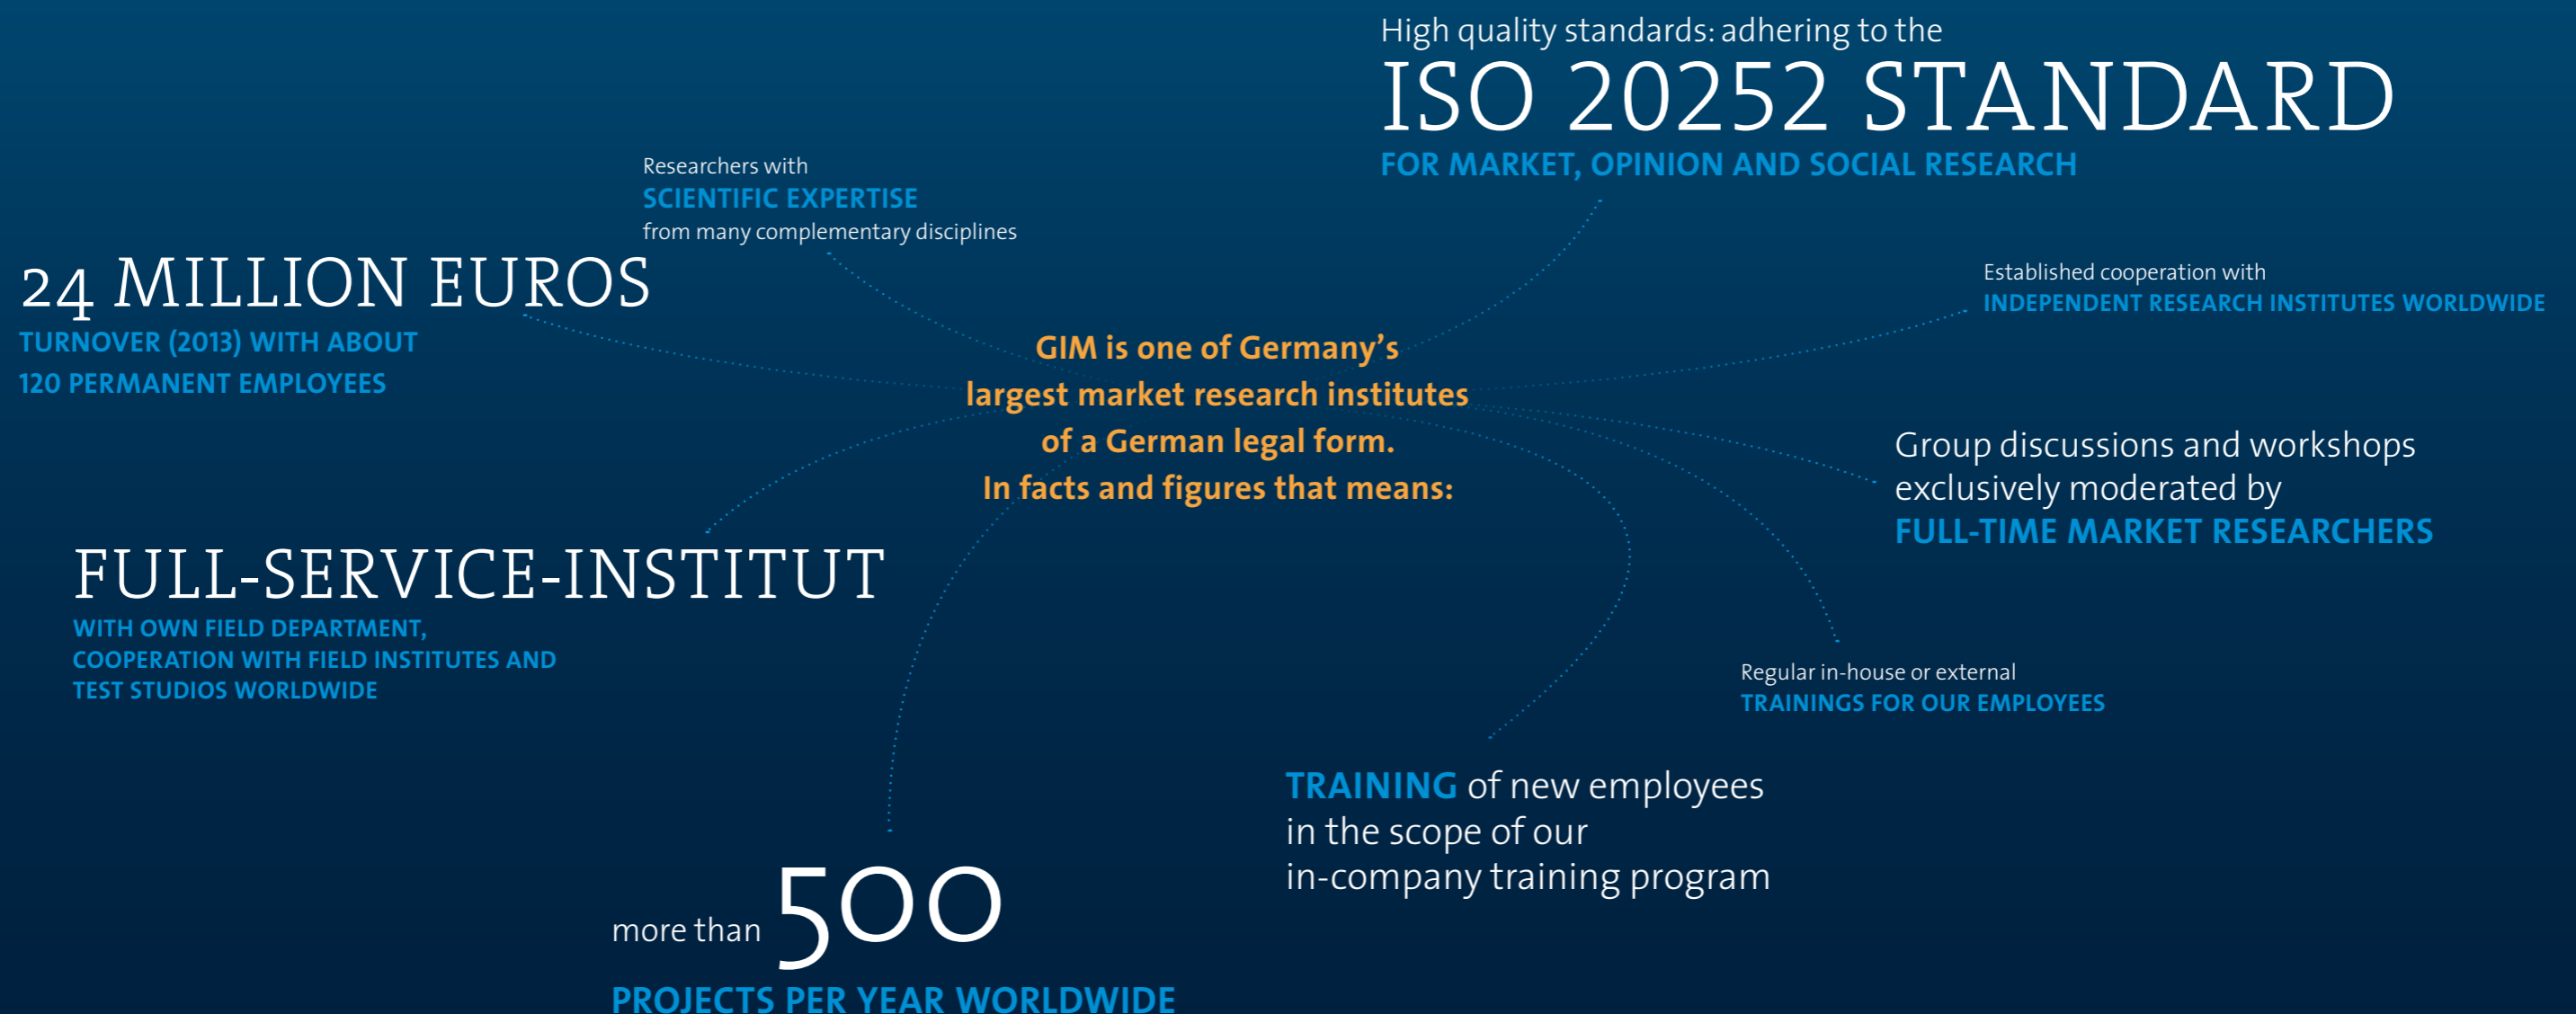 High quality standards: adhering to the
ISO 20252 STANDARD
FOR MARKET, OPINION AND SOCIAL RESEARCH
Researchers with
SCIENTIFIC EXPERTISE
from many complementary disciplines
24 MILLION EUROS
TURNOVER (2013) WITH ABOUT
120 PERMANENT EMPLOYEES
Established cooperation with
INDEPENDENT RESEARCH INSTITUTES WORLDWIDE
GIM is one of Germany's
largest market research institutes
of a German legal form.
In facts and figures that means:
Group discussions and workshops
exclusively moderated by
FULL-TIME MARKET RESEARCHERS
FULL-SERVICE-INSTITUT
WITH OWN FIELD DEPARTMENT,
COOPERATION WITH FIELD INSTITUTES AND
TEST STUDIOS WORLDWIDE
Regular in-house or external
TRAININGS FOR OUR EMPLOYEES
TRAINING of new employees
in the scope of our
in-company training program
more than 500
PROJECTS PER YEAR WORLDWIDE